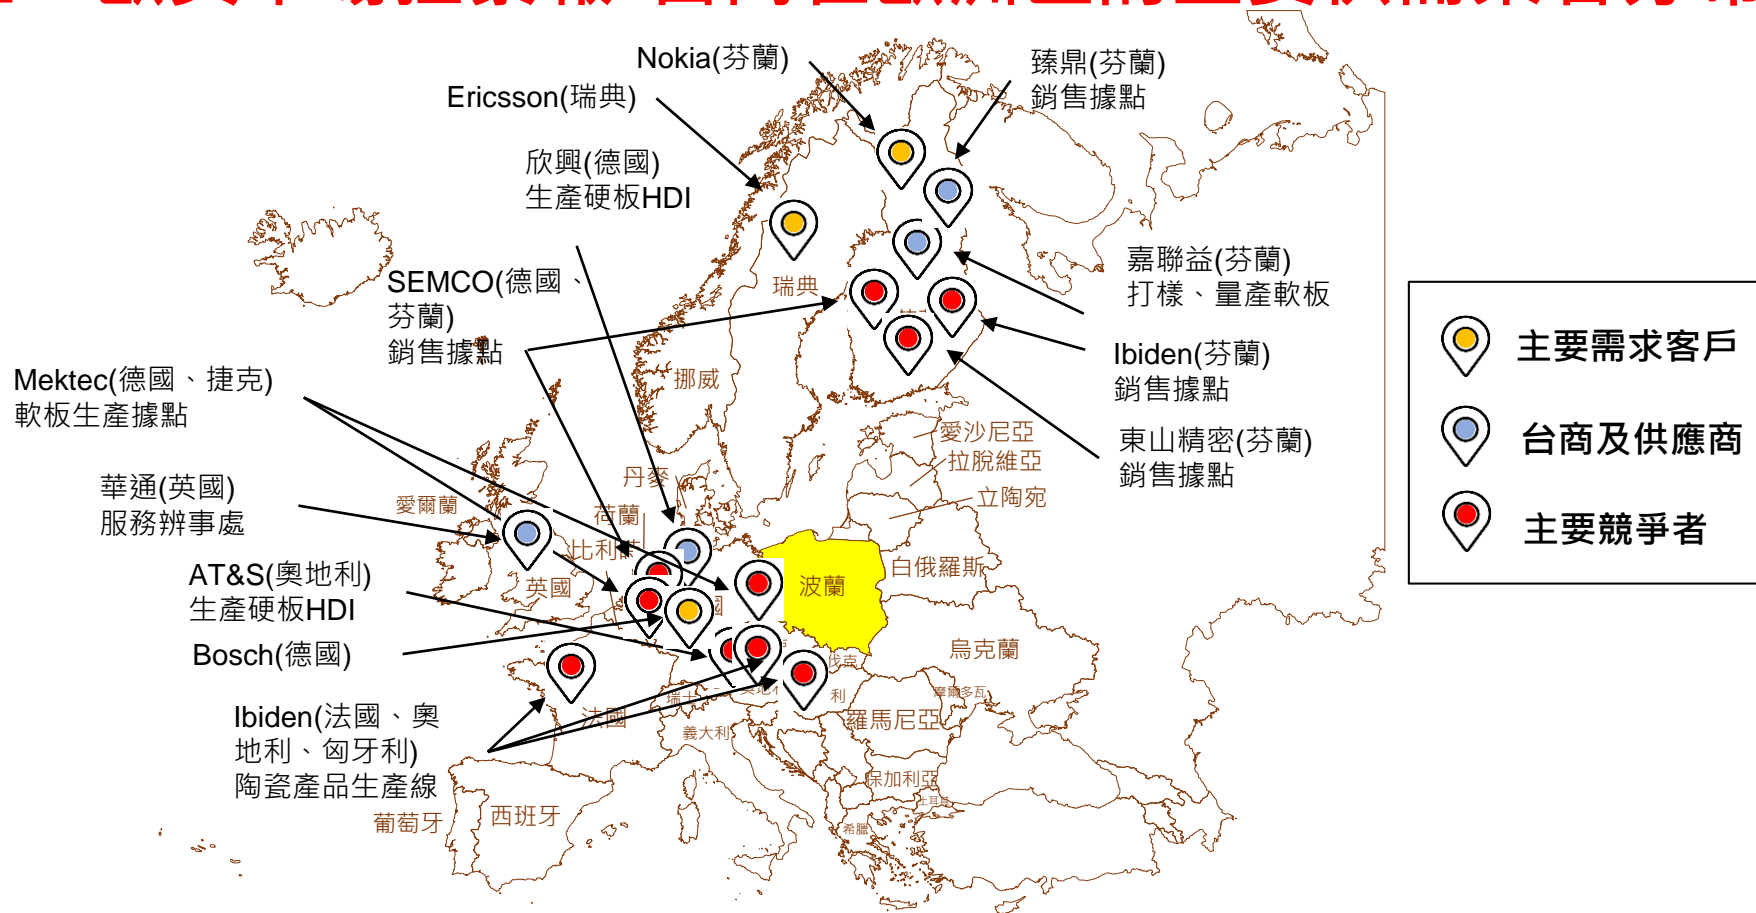 Nokia(芬蘭)
臻鼎(芬蘭)
銷售據點
Ericsson(瑞典)
欣興(德國)
生產硬板HDI
SEMCO(德國、
芬蘭)
銷售據點
嘉聯益(芬蘭)
打樣、量產軟板
Ibiden(芬蘭)
銷售據點
東山精密(芬蘭)
銷售據點
Mektec(德國、捷克)
軟板生產據點
華通(英國)
服務辨事處
AT&S(奧地利)
生產硬板HDI
Bosch(德國)
Ibiden(法國、奧
地利、匈牙利)
陶瓷產品生產線
瑞典
挪威
愛沙尼亞
拉脫維亞
立陶宛
丹麥
荷蘭
比利
愛爾蘭
英國
波蘭
白俄羅斯
烏克蘭
國
伐克
利
瑞士
法國
摩爾多瓦
羅馬尼亞
義大利
保加利亞
土耳其
希臘
西班牙
葡萄牙
主要需求客戶
台商及供應商
主要競爭者